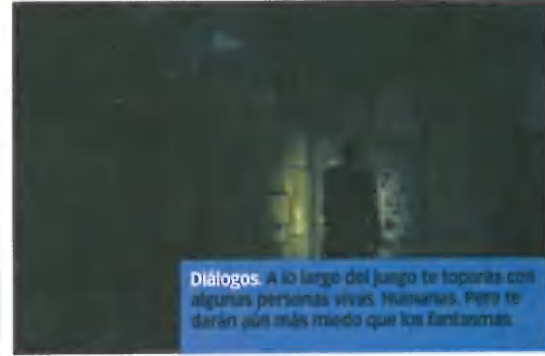 Diálogos. A lo largo del juego te toparás con
algunas personas vivas. Humanas. Pero te
darán aún más miedo que los fantasmas.